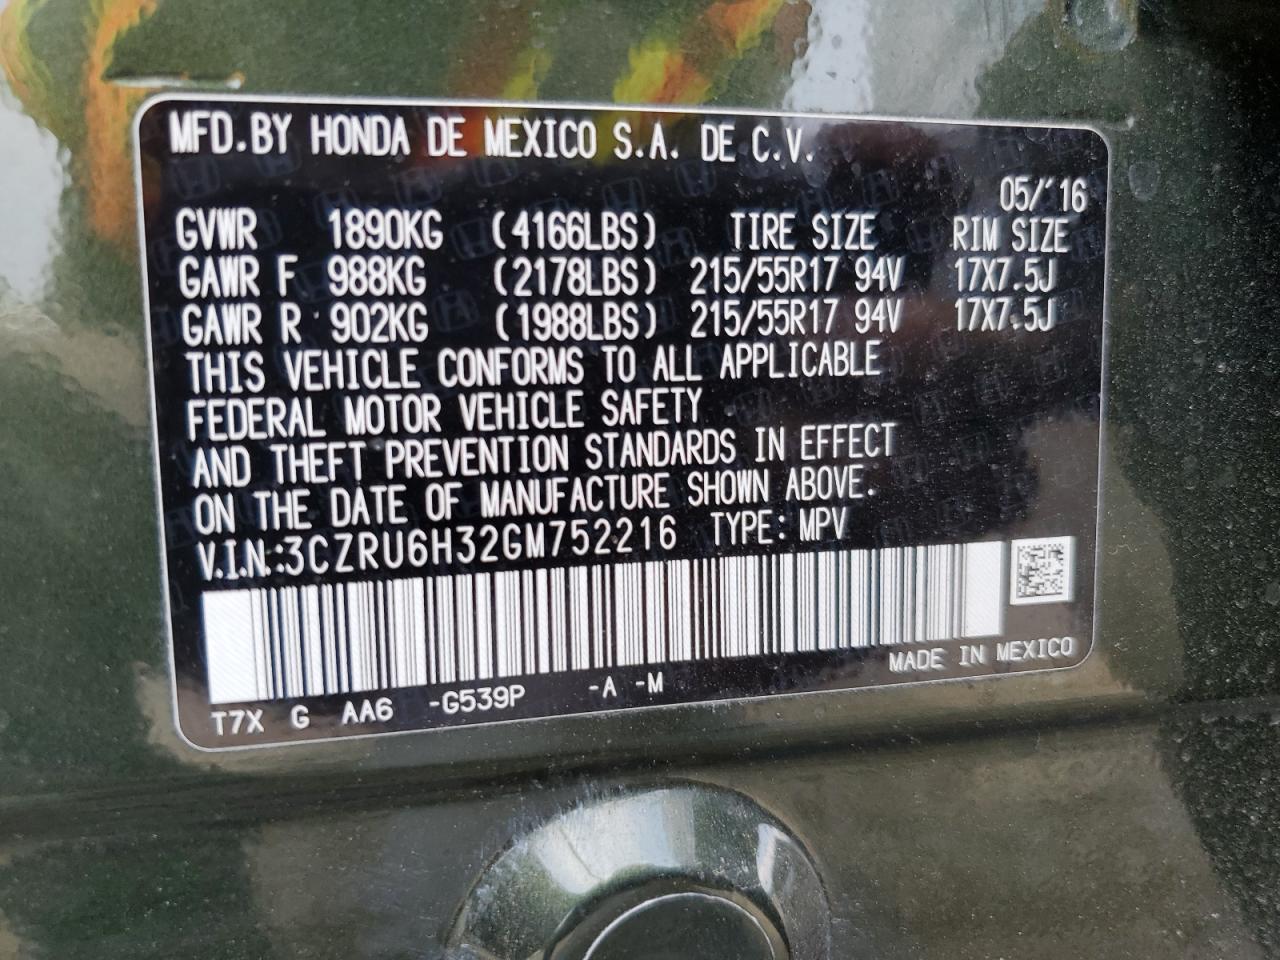 MFD.BY HONDA DE MEXICO S.A. DE C.V.
05/'16
GVWR 1890KG (4166LBS) TIRE SIZE RIM SIZE
GAWR F 988KG (2178LBS) 215/55R17 94V 17X7.5J
GAWR R 902KG (1988LBS) 215/55R17 94V 17X7.5J
THIS VEHICLE CONFORMS TO ALL APPLICABLE
FEDERAL MOTOR VEHICLE SAFETY
AND THEFT PREVENTION STANDARDS IN EFFECT
ON THE DATE OF MANUFACTURE SHOWN ABOVE.
V.I.N.:3CZRU6H32GM752216 TYPE: MPV
MADE IN MEXICO
T7X G AA6 -G539P -A -M